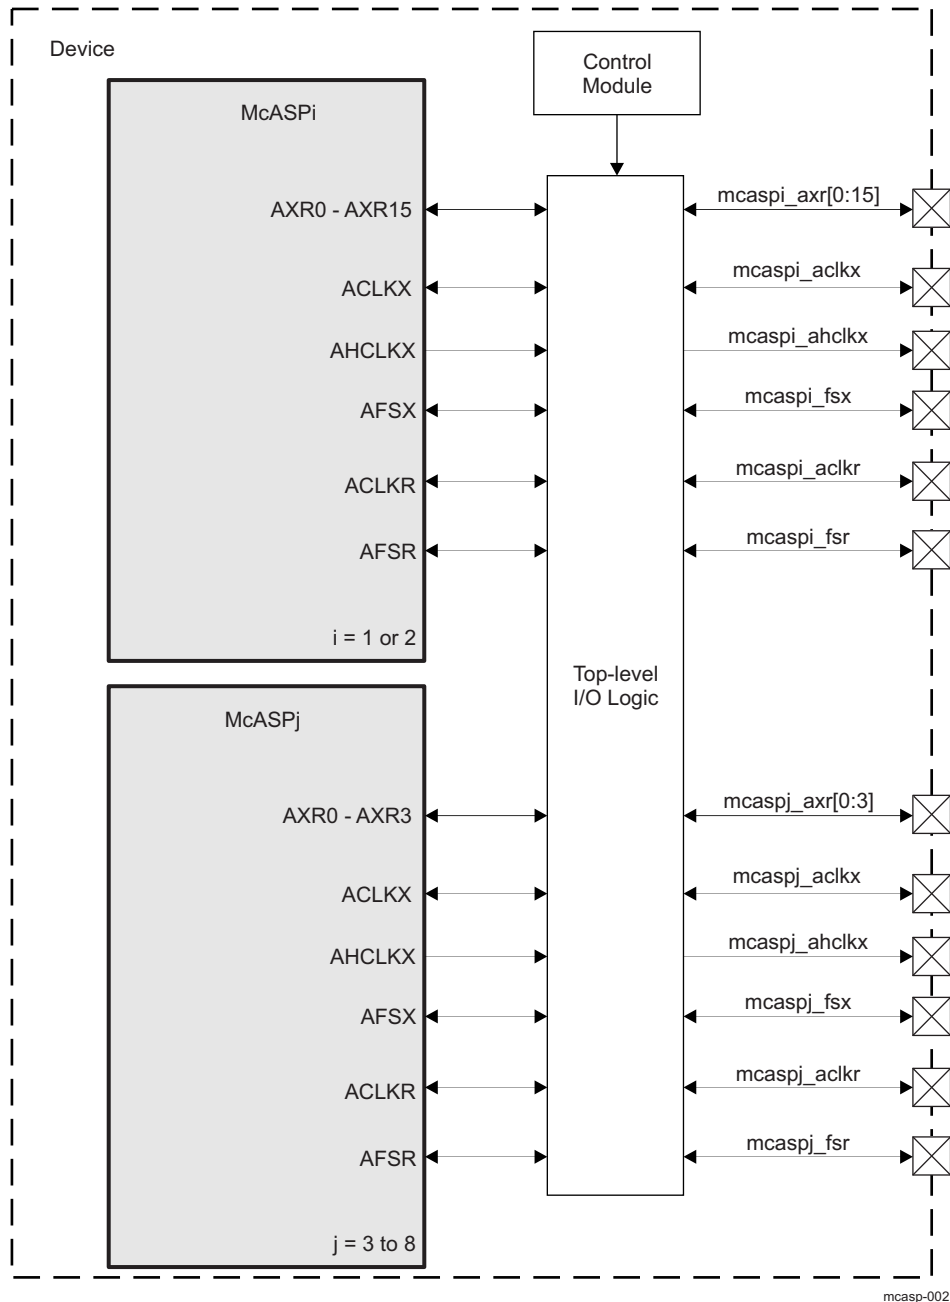 Device
Control
Module
McASPi
AXR0 - AXR15
mcaspi_axr[0:15]
ACLKX
mcaspi_aclkx
AHCLKX
mcaspi_ahclkx
AFSX
mcaspi_fsx
ACLKR
mcaspi_aclkr
AFSR
mcaspi_fsr
i = 1 or 2
Top-level
I/O Logic
McASPj
AXR0 - AXR3
mcaspj_axr[0:3]
ACLKX
mcaspj_aclkx
AHCLKX
mcaspj_ahclkx
AFSX
mcaspj_fsx
ACLKR
mcaspj_aclkr
AFSR
mcaspj_fsr
j = 3 to 8
mcasp-002